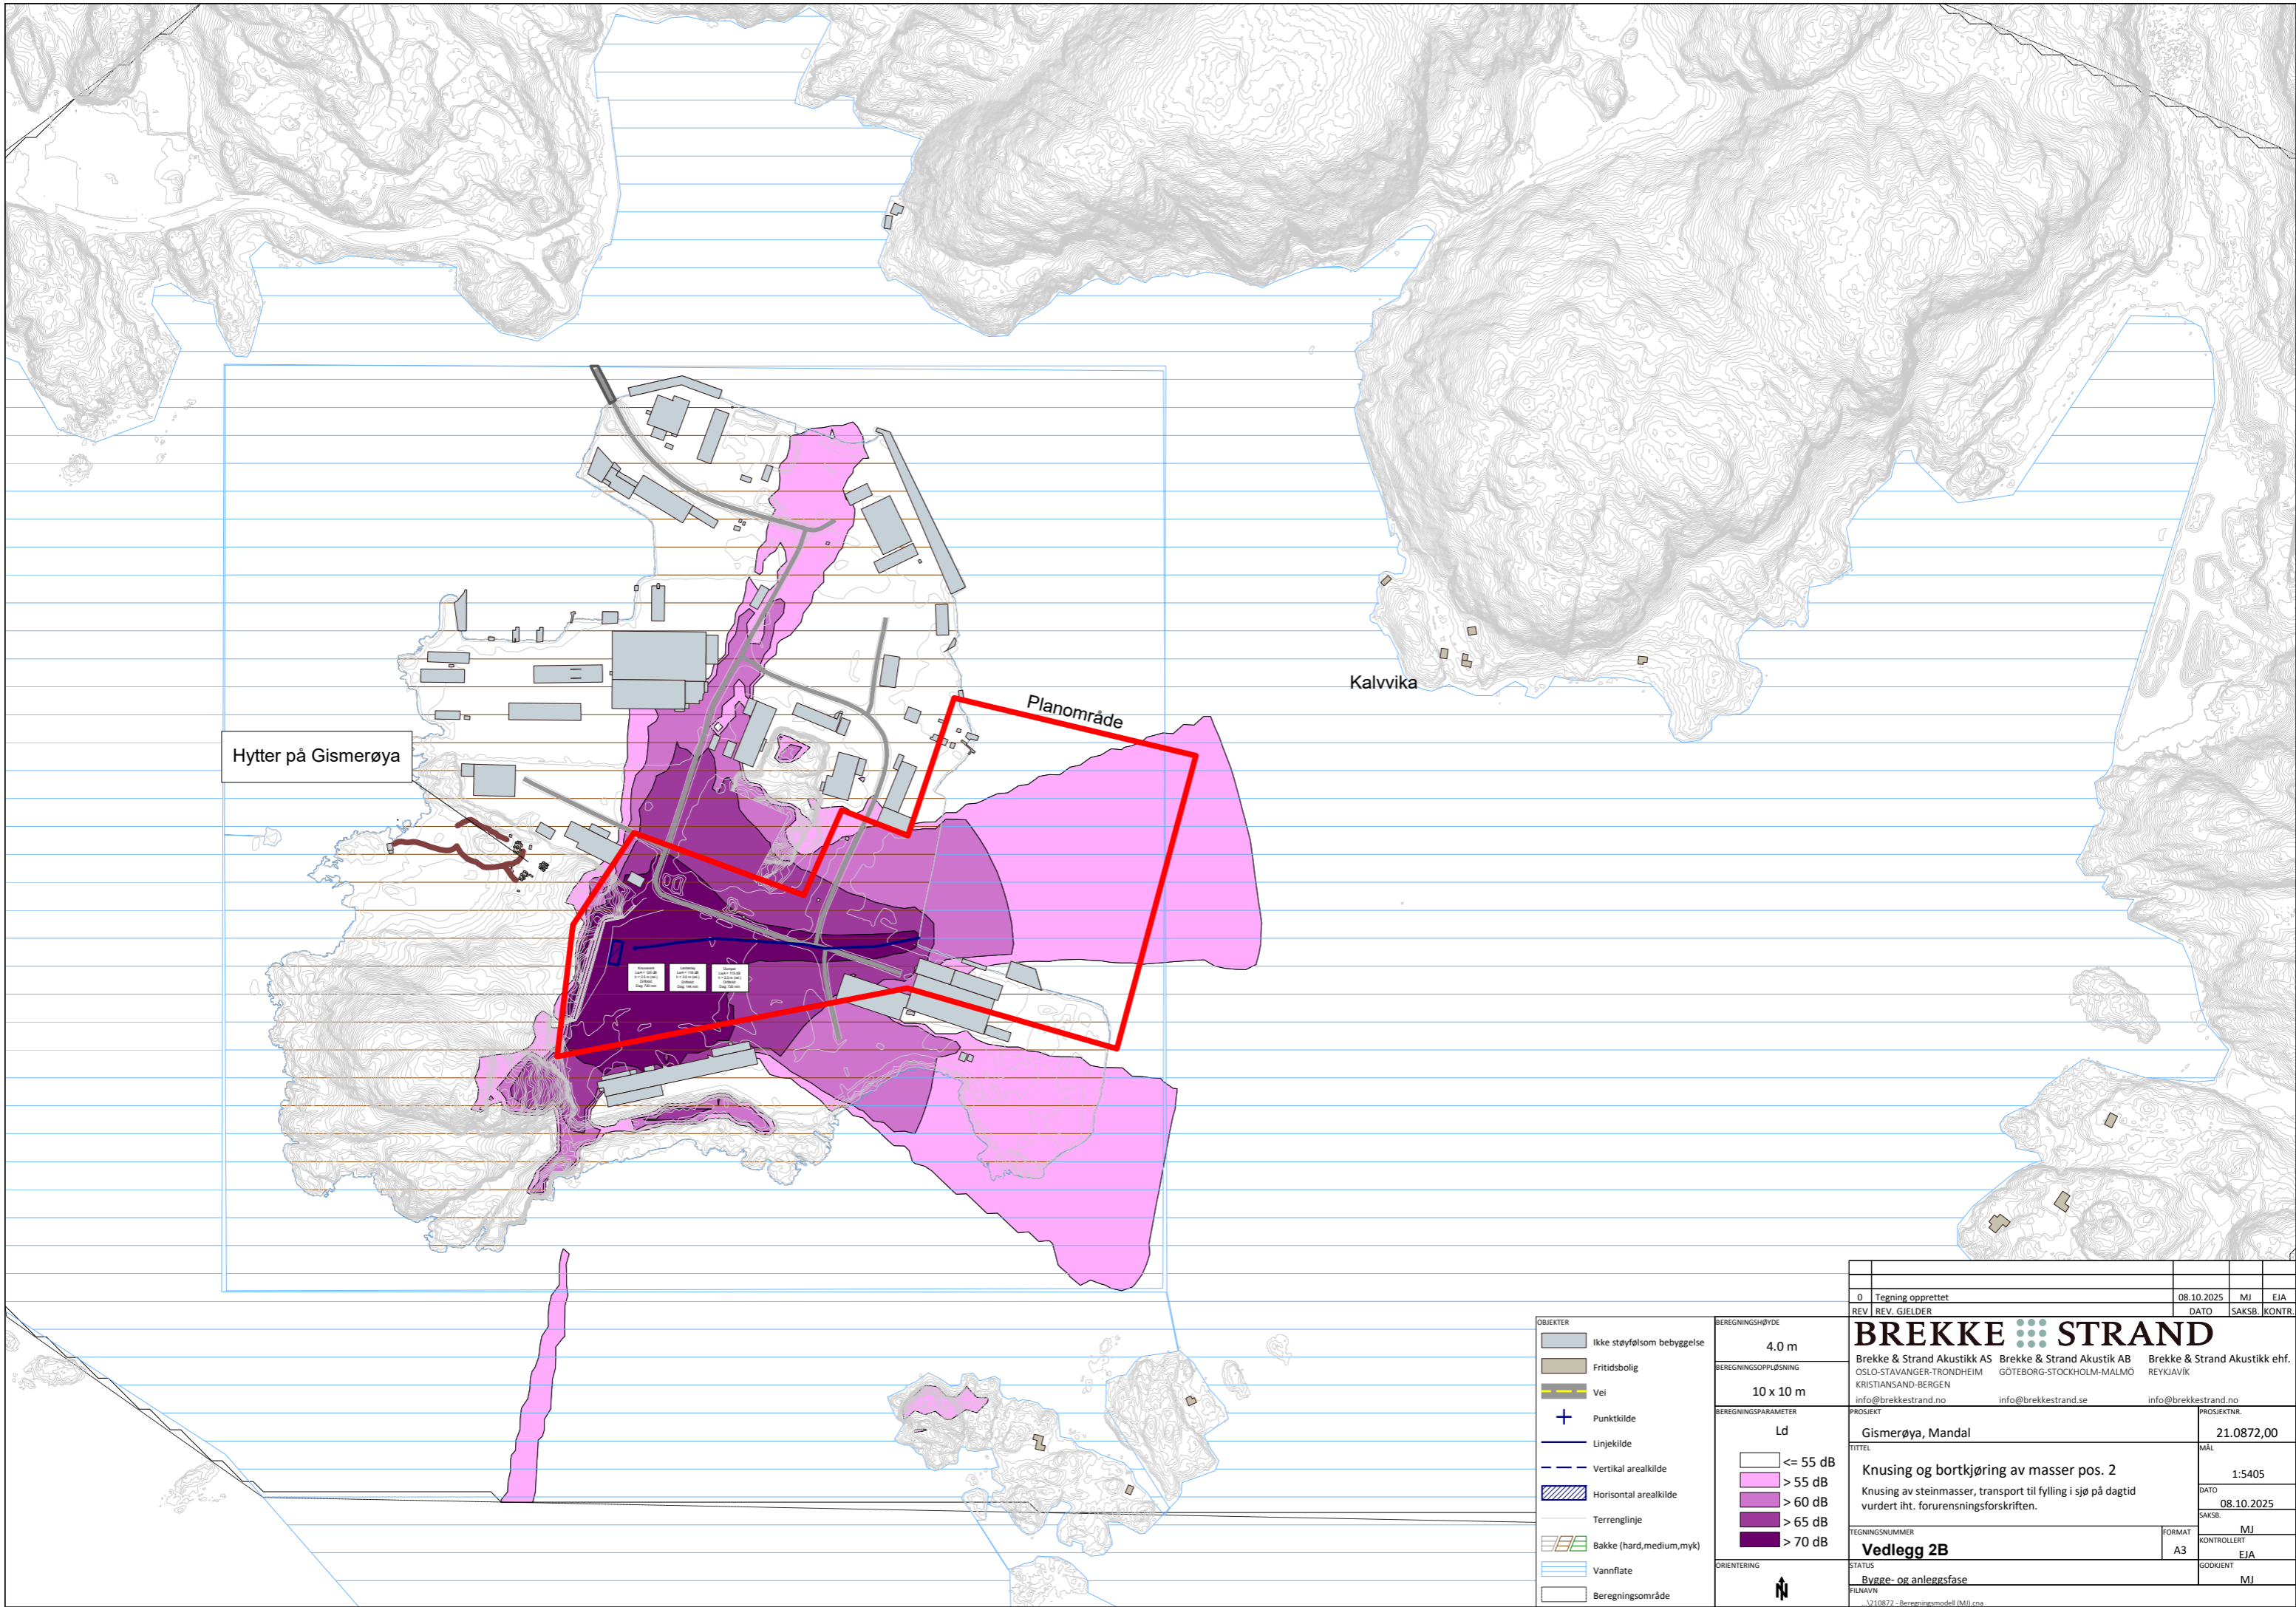 Planområde
Kalvvika
Hytter på Gismerøya
OBJEKTER
Ikke støyfølsom bebyggelse
Fritidsbolig
Vei
Punktkilde
Linjekilde
Vertikal arealkilde
Horisontal arealkilde
Terrenglinje
Bakke (hard,medium,myk)
Vannflate
Beregningsområde
BEREGNINGSHØYDE
4.0 m
BEREGNINGSOPPLØSNING
10 x 10 m
BEREGNINGSPARAMETER
Ld
<= 55 dB
> 55 dB
> 60 dB
> 65 dB
> 70 dB
ORIENTERING
N
0 Tegning opprettet 08.10.2025 MJ EJA
REV REV. GJELDER DATO SAKSB. KONTR.
BREKKE STRAND
Brekke & Strand Akustikk AS Brekke & Strand Akustik AB Brekke & Strand Akustikk ehf.
OSLO-STAVANGER-TRONDHEIM GÖTEBORG-STOCKHOLM-MALMÖ REYKJAVÍK
KRISTIANSAND-BERGEN
info@brekkestrand.no info@brekkestrand.se info@brekkestrand.no
PROSJEKT
Gismerøya, Mandal
PROSJEKTNR.
21.0872,00
TITTEL
Knusing og bortkjøring av masser pos. 2
Knusing av steinmasser, transport til fylling i sjø på dagtid
vurdert iht. forurensningsforskriften.
MÅL
1:5405
DATO
08.10.2025
SAKSB.
MJ
TEGNINGSNUMMER
Vedlegg 2B
FORMAT
A3
KONTROLLERT
EJA
STATUS
Bygge- og anleggsfase
GODKJENT
MJ
FILNAVN
...\210872 - Beregningsmodell (MJ).cna